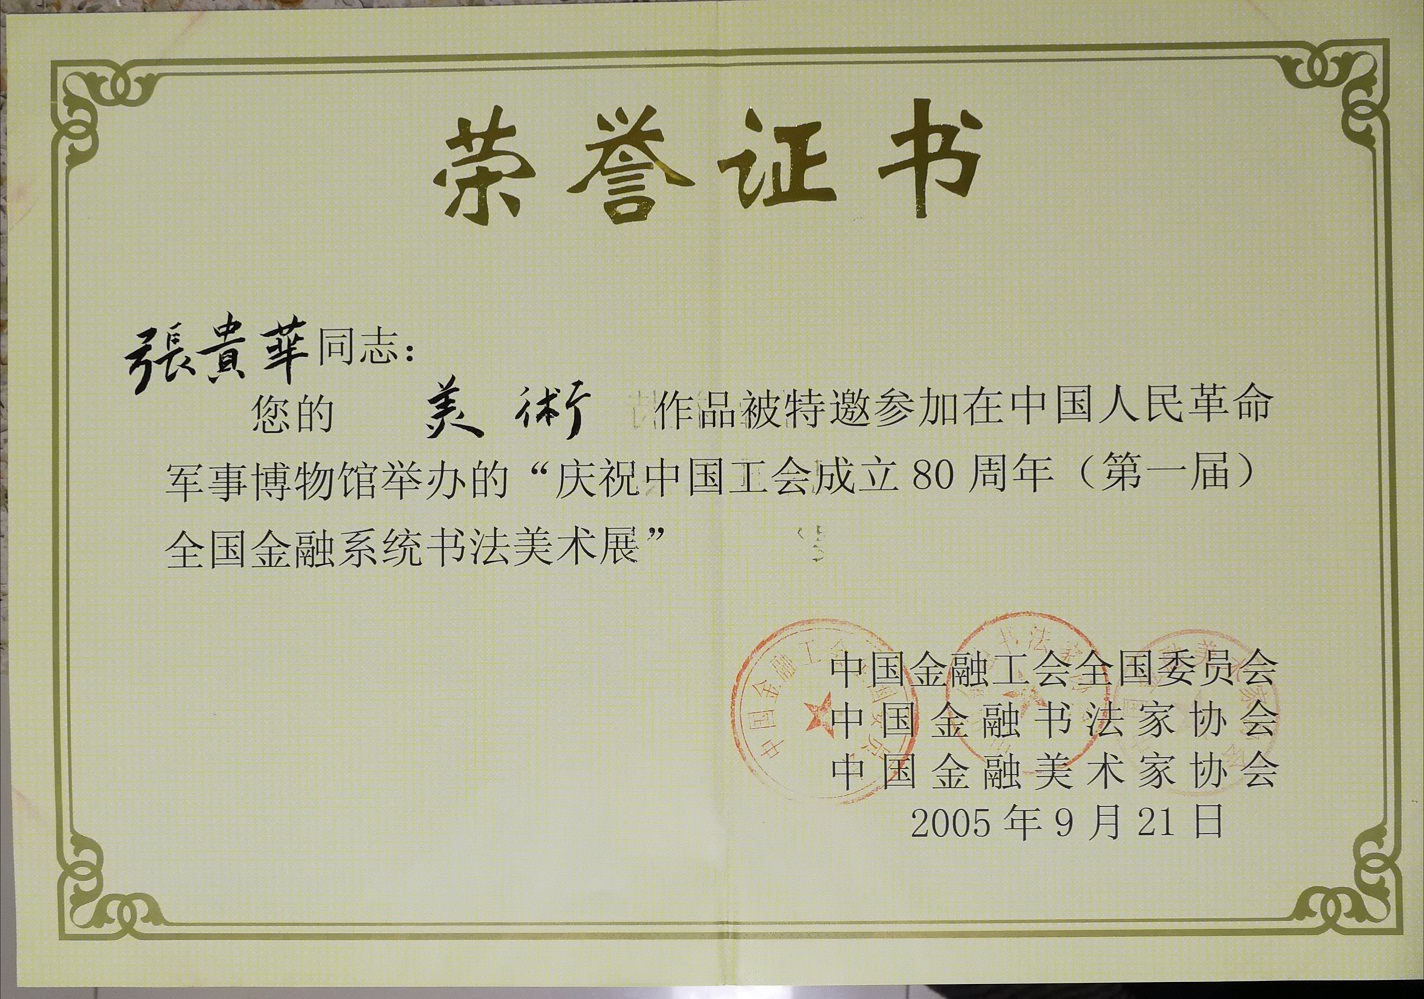 荣誉证书
張貴華同志：
您的 美術 作品被特邀参加在中国人民革命
军事博物馆举办的“庆祝中国工会成立80周年（第一届）
全国金融系统书法美术展”
中国金融工会全国委员会
中国金融书法家协会
中国金融美术家协会
2005年9月21日